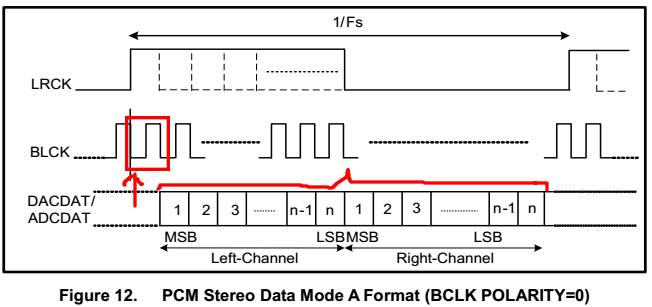 1/Fs
LRCK
BLCK
DACDAT/
ADCDAT
1 2 3 ........ n-1 n 1 2 3 ............. n-1 n
MSB LSB MSB LSB
Left-Channel Right-Channel
Figure 12. PCM Stereo Data Mode A Format (BCLK POLARITY=0)